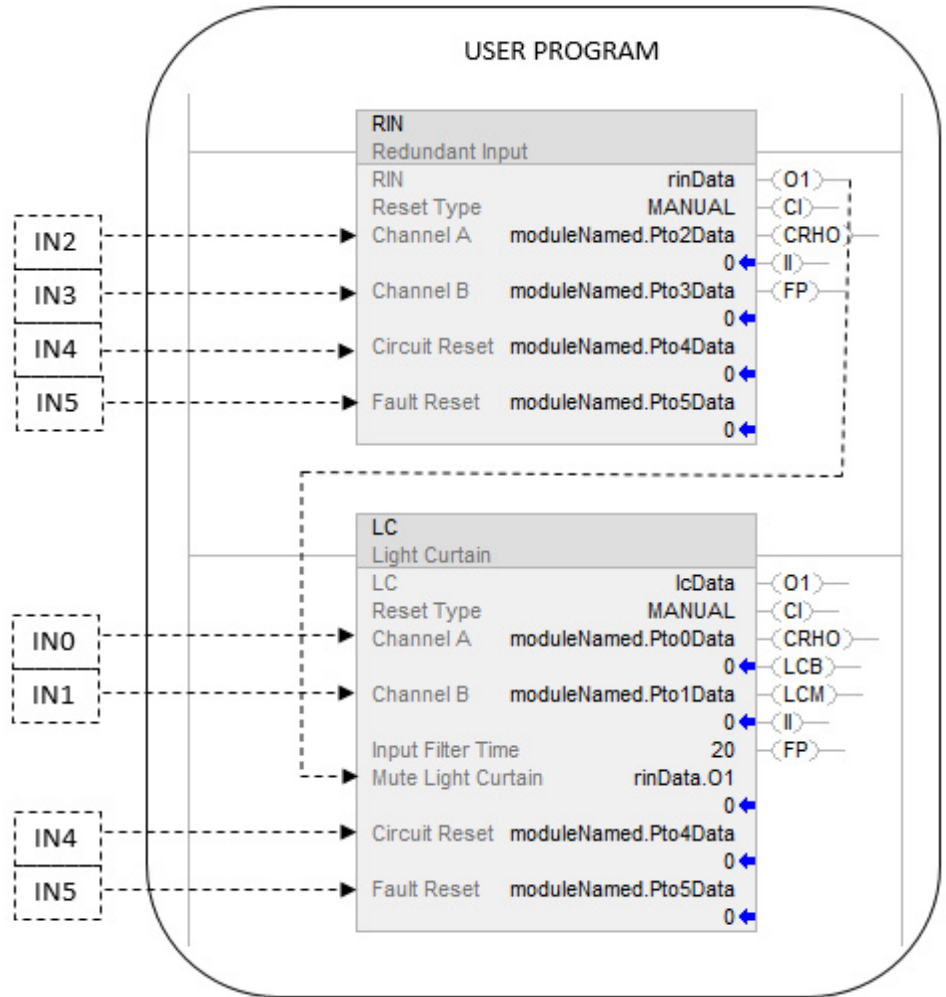 USER PROGRAM
RIN
Redundant Input
RIN rinData (O1)
Reset Type MANUAL (CI)
IN2 Channel A moduleNamed.Pto2Data (CRHO)
0 (II)
IN3 Channel B moduleNamed.Pto3Data (FP)
0
IN4 Circuit Reset moduleNamed.Pto4Data
0
IN5 Fault Reset moduleNamed.Pto5Data
0
LC
Light Curtain
LC lcData (O1)
Reset Type MANUAL (CI)
IN0 Channel A moduleNamed.Pto0Data (CRHO)
0 (LCB)
IN1 Channel B moduleNamed.Pto1Data (LCM)
0 (II)
Input Filter Time 20 (FP)
Mute Light Curtain rinData.O1
0
IN4 Circuit Reset moduleNamed.Pto4Data
0
IN5 Fault Reset moduleNamed.Pto5Data
0